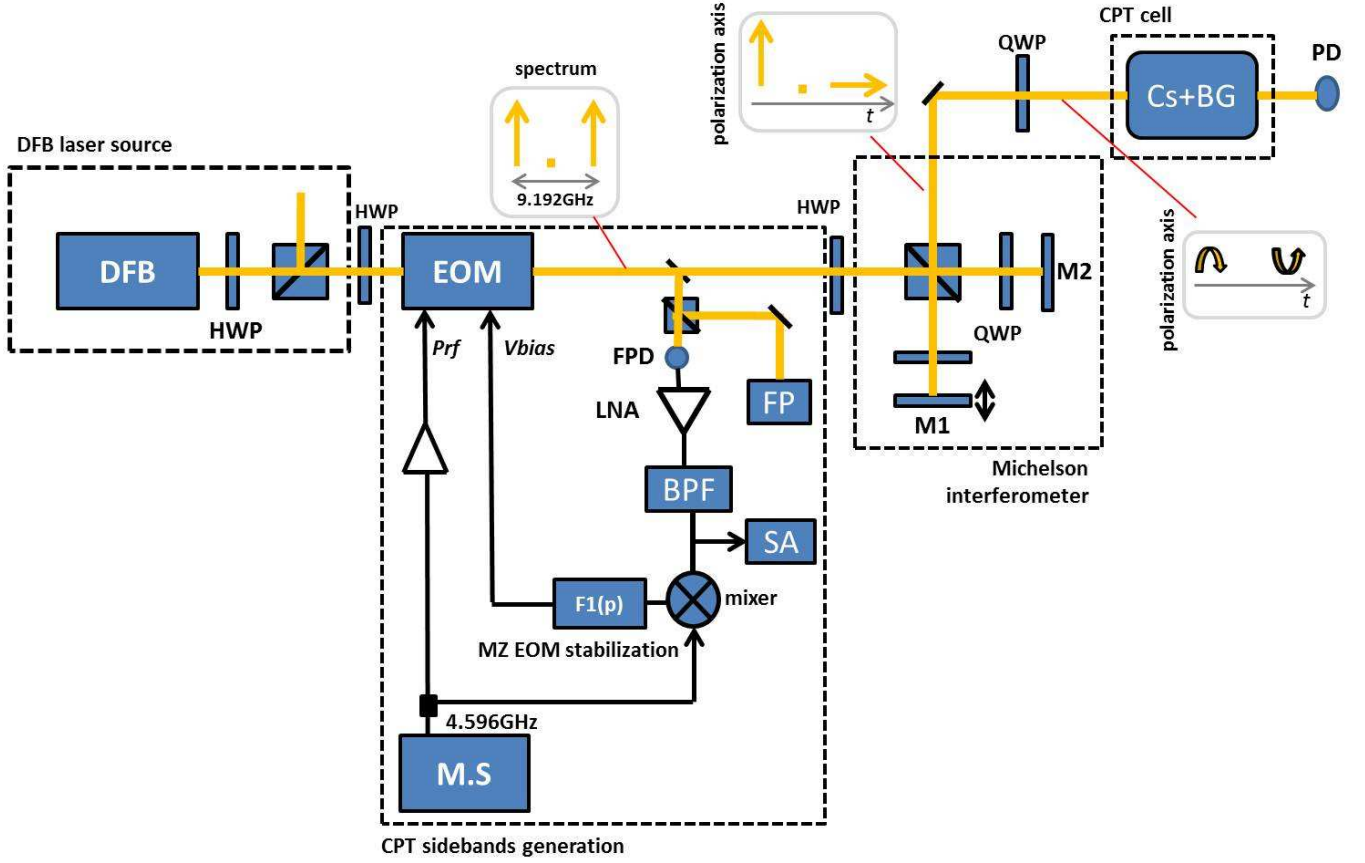 CPT cell
polarization axis
QWP
PD
spectrum
Cs+BG
t
DFB laser source
9.192GHz
HWP
HWP
polarization axis
DFB
EOM
M2
t
HWP
QWP
Prf
Vbias
FPD
FP
LNA
M1
Michelson
interferometer
BPF
SA
F1(p)
mixer
MZ EOM stabilization
4.596GHz
M.S
CPT sidebands generation